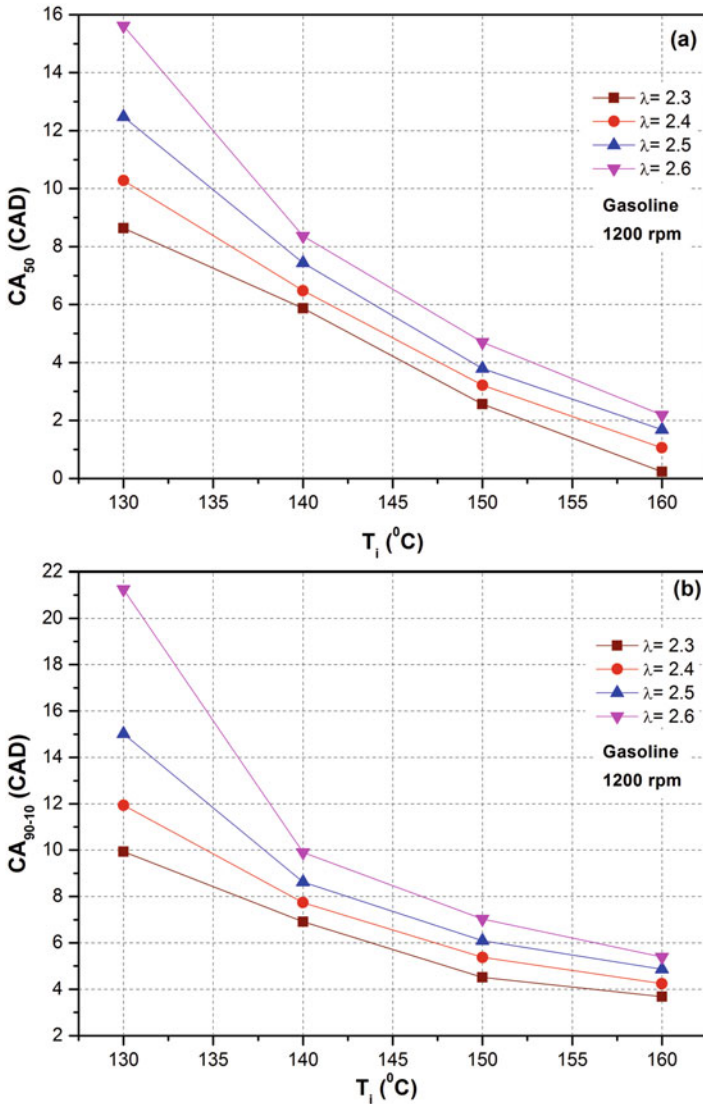 (a)
16
14
12
10
8
6
4
2
0
CA₅₀ (CAD)
λ= 2.3
λ= 2.4
λ= 2.5
λ= 2.6
Gasoline
1200 rpm
130 135 140 145 150 155 160
Tᵢ (⁰C)
(b)
22
20
18
16
14
12
10
8
6
4
2
CA₉₀₋₁₀ (CAD)
λ= 2.3
λ= 2.4
λ= 2.5
λ= 2.6
Gasoline
1200 rpm
130 135 140 145 150 155 160
Tᵢ (⁰C)